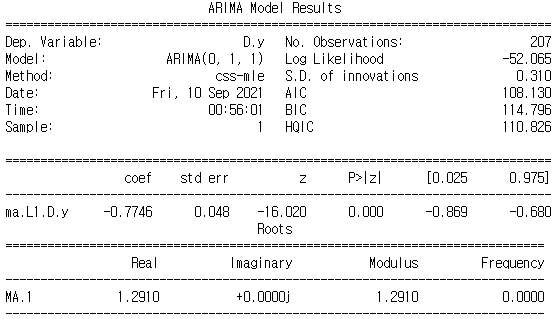 ARIMA Model Results
==============================================================================
Dep. Variable: D.y No. Observations: 207
Model: ARIMA(0, 1, 1) Log Likelihood -52.065
Method: css-mle S.D. of innovations 0.310
Date: Fri, 10 Sep 2021 AIC 108.130
Time: 00:56:01 BIC 114.796
Sample: 1 HQIC 110.826
==============================================================================
coef std err z P>|z| [0.025 0.975]
------------------------------------------------------------------------------
ma.L1.D.y -0.7746 0.048 -16.020 0.000 -0.869 -0.680
Roots
=============================================================================
Real Imaginary Modulus Frequency
-----------------------------------------------------------------------------
MA.1 1.2910 +0.0000j 1.2910 0.0000
-----------------------------------------------------------------------------